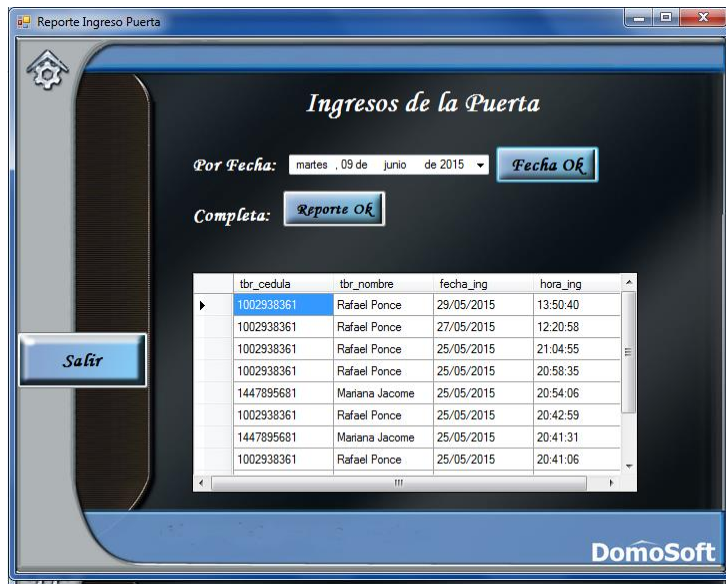 Reporte Ingreso Puerta
Ingresos de la Puerta
Por Fecha: martes , 09 de junio de 2015 Fecha Ok
Completa: Reporte Ok
tbr_cedula tbr_nombre fecha_ing hora_ing
1002938361 Rafael Ponce 29/05/2015 13:50:40
1002938361 Rafael Ponce 27/05/2015 12:20:58
1002938361 Rafael Ponce 25/05/2015 21:04:55
1002938361 Rafael Ponce 25/05/2015 20:58:35
1447895681 Mariana Jacome 25/05/2015 20:54:06
1002938361 Rafael Ponce 25/05/2015 20:42:59
1447895681 Mariana Jacome 25/05/2015 20:41:31
1002938361 Rafael Ponce 25/05/2015 20:41:06
Salir
DomoSoft